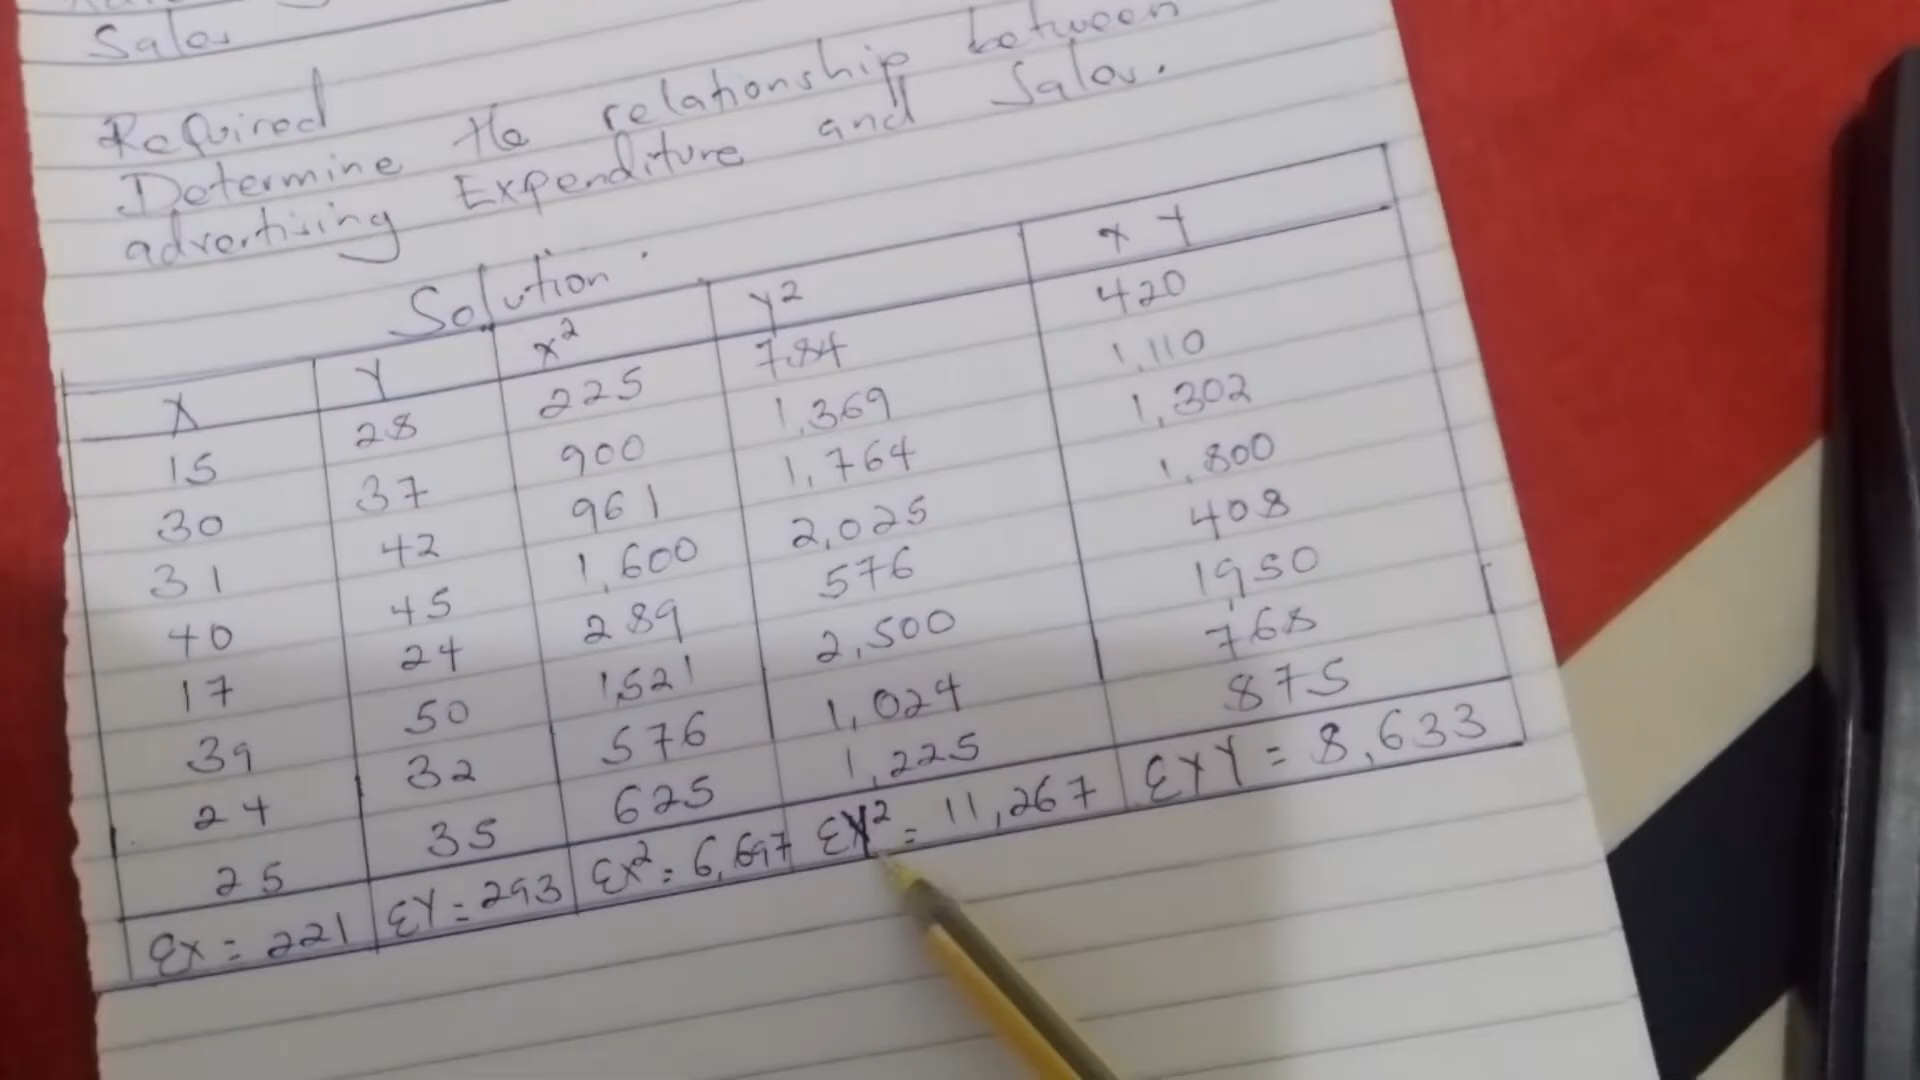 Sales
Required
Determine the relationship between
advertising Expenditure and Sales.
Solution.
X Y X² Y² XY
15 28 225 784 420
30 37 900 1,369 1,110
31 42 961 1,764 1,302
40 45 1,600 2,025 1,800
17 24 289 576 408
39 50 1,521 2,500 1,950
24 32 576 1,024 768
25 35 625 1,225 875
ΣX = 221 ΣY = 293 ΣX² = 6,697 ΣY² = 11,267 ΣXY = 8,633